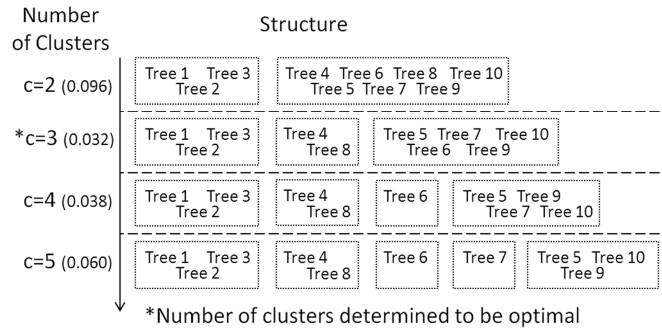 Number
of Clusters
Structure
c=2 (0.096)
Tree 1 Tree 3
Tree 2
Tree 4 Tree 6 Tree 8 Tree 10
Tree 5 Tree 7 Tree 9
*c=3 (0.032)
Tree 1 Tree 3
Tree 2
Tree 4
Tree 8
Tree 5 Tree 7 Tree 10
Tree 6 Tree 9
c=4 (0.038)
Tree 1 Tree 3
Tree 2
Tree 4
Tree 8
Tree 6
Tree 5 Tree 9
Tree 7 Tree 10
c=5 (0.060)
Tree 1 Tree 3
Tree 2
Tree 4
Tree 8
Tree 6
Tree 7
Tree 5 Tree 10
Tree 9
*Number of clusters determined to be optimal